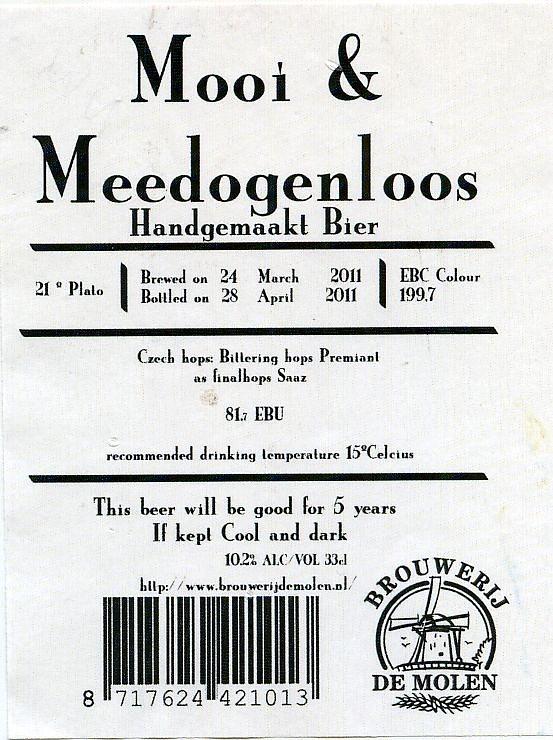 Mooi &
Meedogenloos
Handgemaakt Bier
21 º Plato
Brewed on 24 March 2011
Bottled on 28 April 2011
EBC Colour
199.7
Czech hops: Bittering hops Premiant
as finalhops Saaz
81.7 EBU
recommended drinking temperature 15ºCelcius
This beer will be good for 5 years
If kept Cool and dark
10.2% ALC/VOL 33cl
http://www.brouwerijdemolen.nl/
8 717624 421013
BROUWERIJ
DE MOLEN